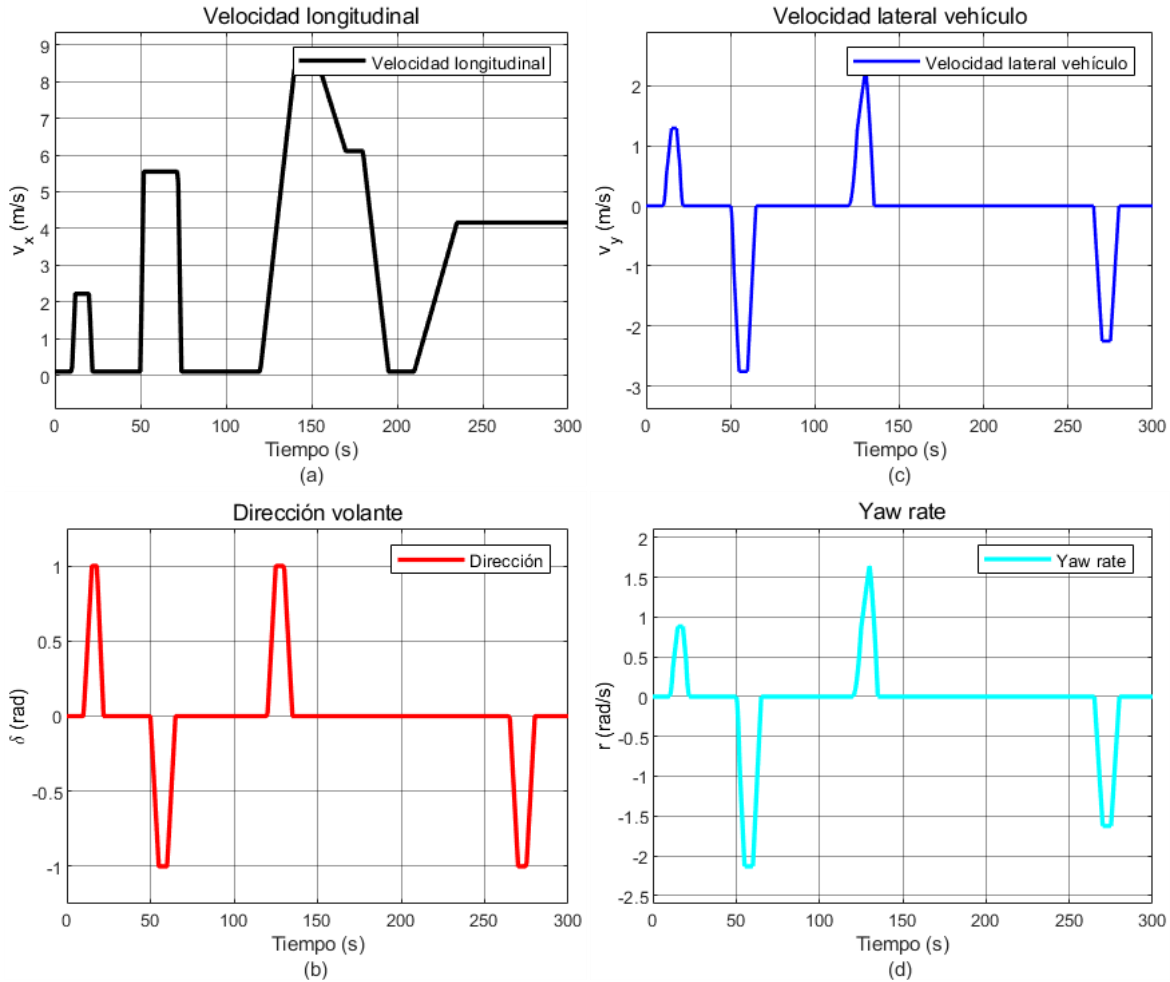 Velocidad longitudinal
Velocidad longitudinal
9
8
7
6
5
4
3
2
1
0
v_x (m/s)
0 50 100 150 200 250 300
Tiempo (s)
(a)
Velocidad lateral vehículo
Velocidad lateral vehículo
2
1
0
-1
-2
-3
v_y (m/s)
0 50 100 150 200 250 300
Tiempo (s)
(c)
Dirección volante
Dirección
1
0.5
0
-0.5
-1
δ (rad)
0 50 100 150 200 250 300
Tiempo (s)
(b)
Yaw rate
Yaw rate
2
1.5
1
0.5
0
-0.5
-1
-1.5
-2
-2.5
r (rad/s)
0 50 100 150 200 250 300
Tiempo (s)
(d)